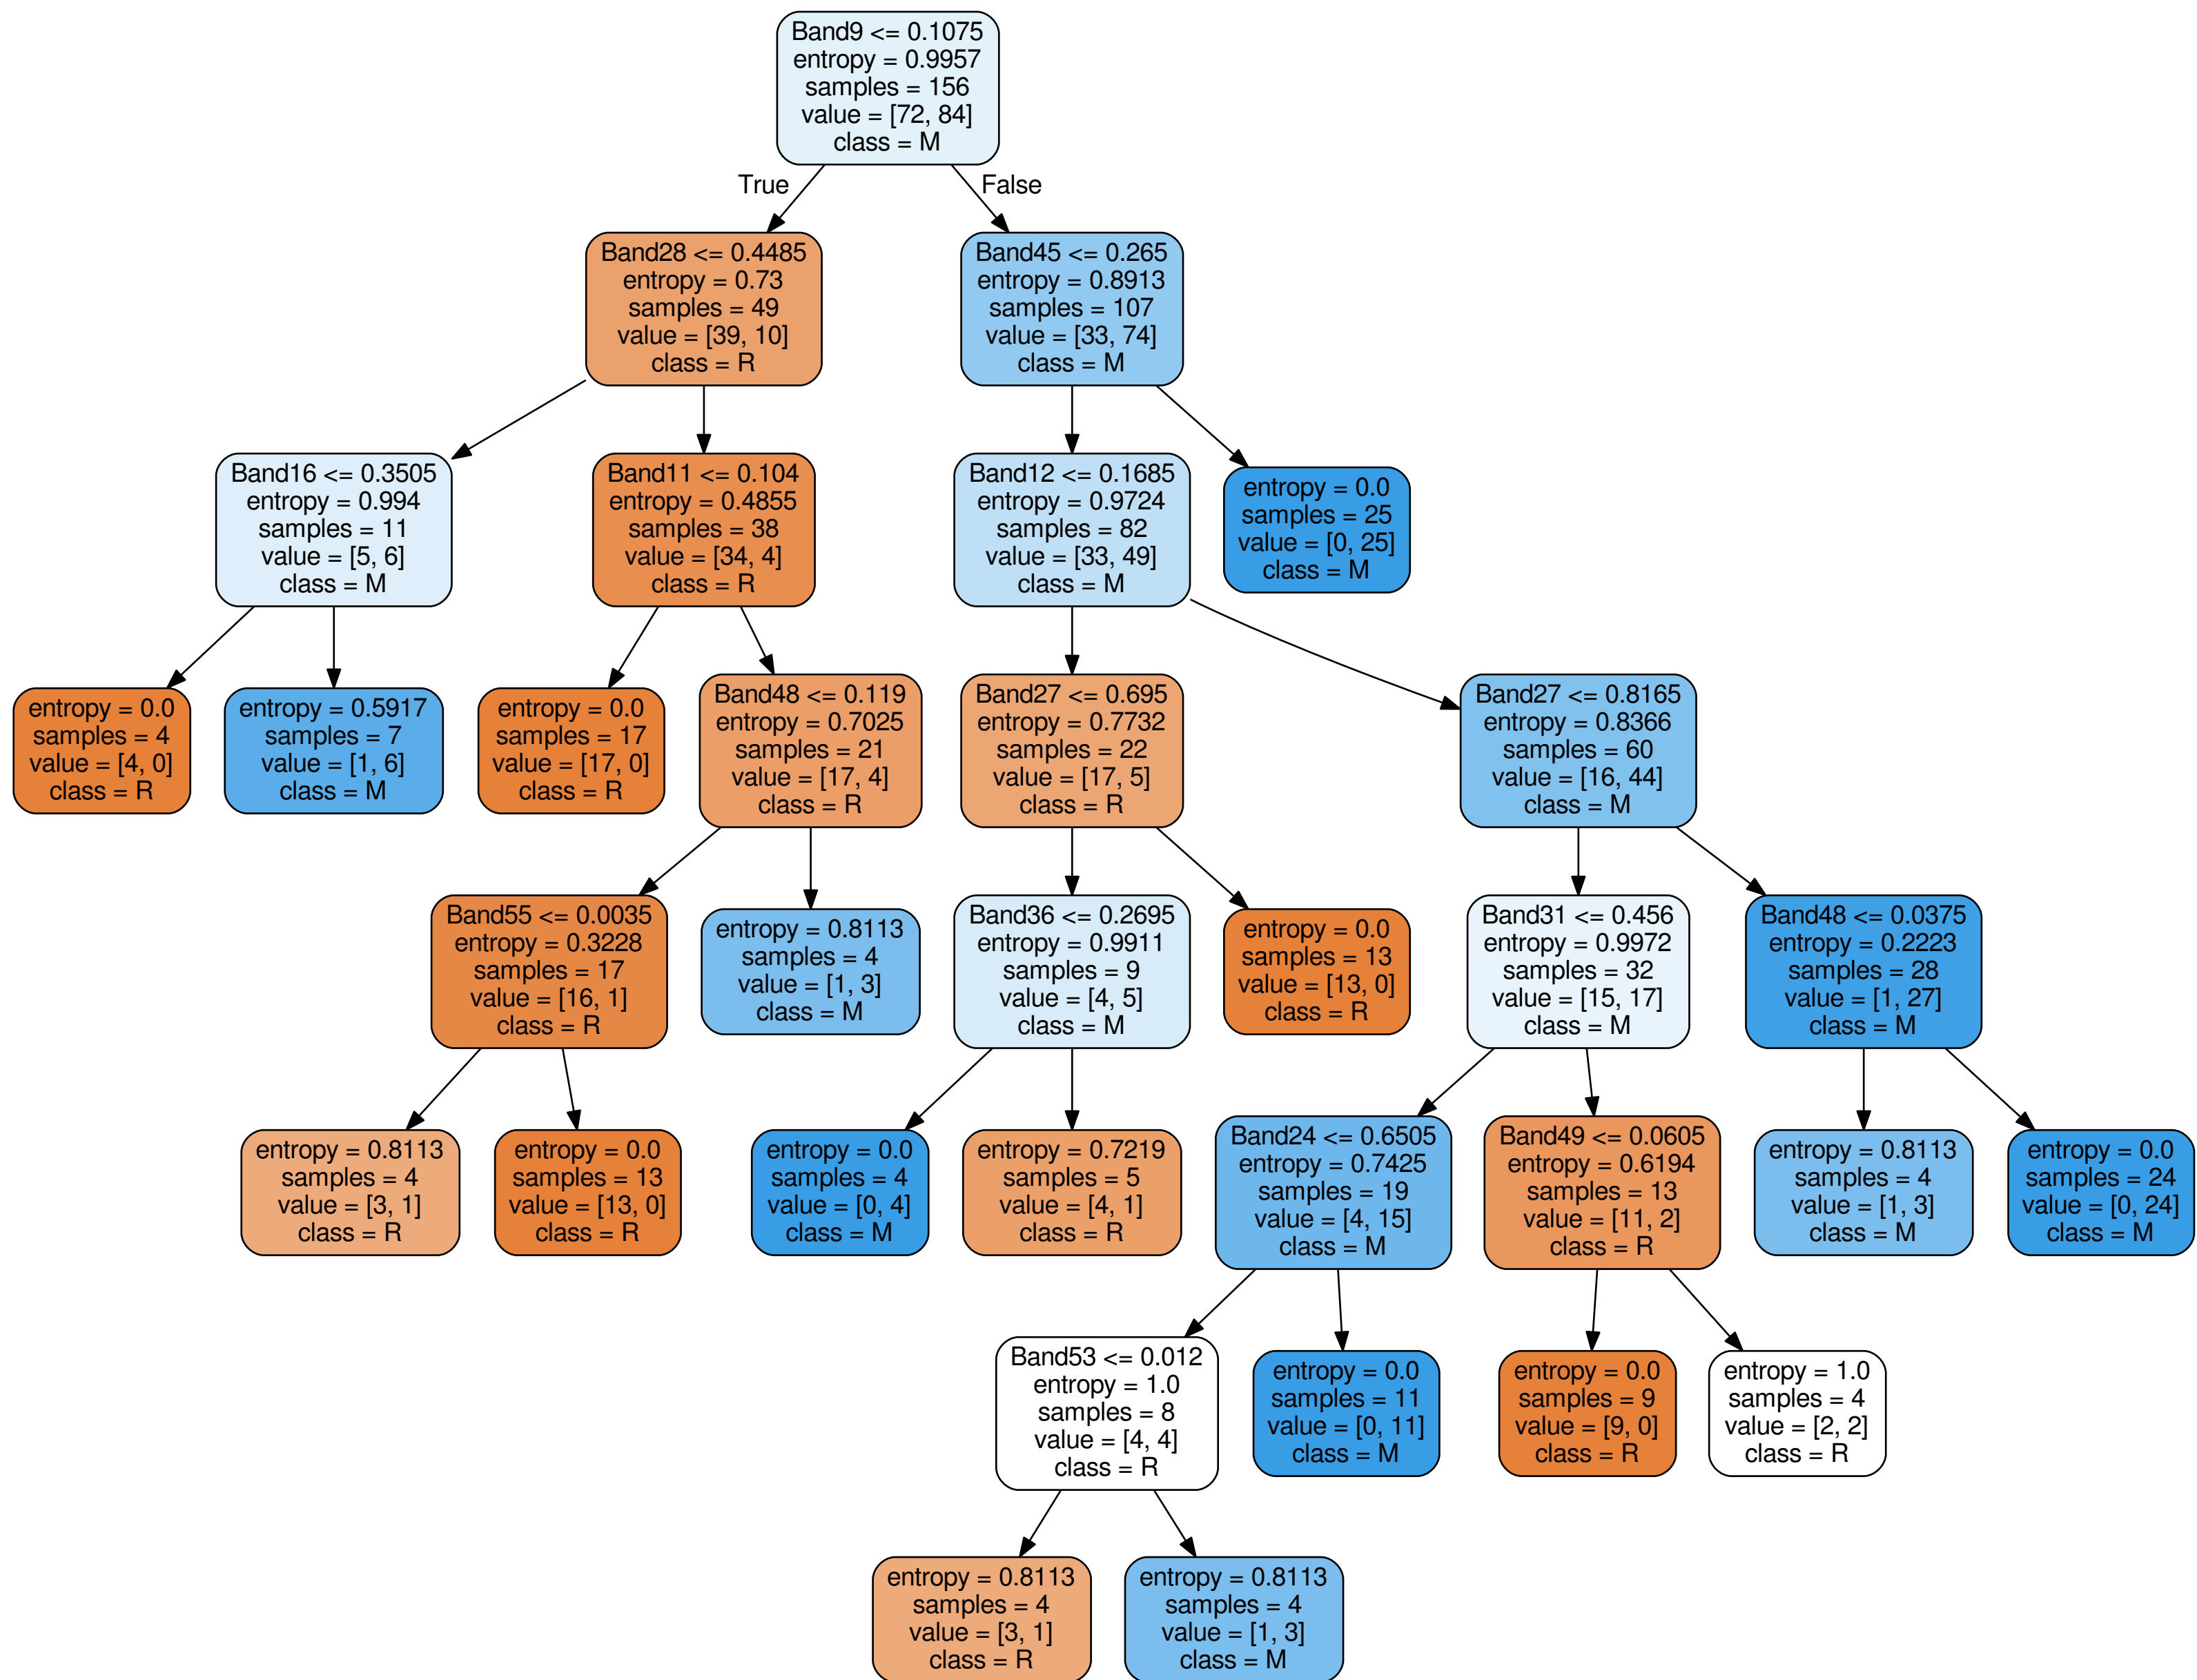 Band9 <= 0.1075
entropy = 0.9957
samples = 156
value = [72, 84]
class = M
True
False
Band28 <= 0.4485
entropy = 0.73
samples = 49
value = [39, 10]
class = R
Band45 <= 0.265
entropy = 0.8913
samples = 107
value = [33, 74]
class = M
Band16 <= 0.3505
entropy = 0.994
samples = 11
value = [5, 6]
class = M
Band11 <= 0.104
entropy = 0.4855
samples = 38
value = [34, 4]
class = R
Band12 <= 0.1685
entropy = 0.9724
samples = 82
value = [33, 49]
class = M
entropy = 0.0
samples = 25
value = [0, 25]
class = M
entropy = 0.0
samples = 4
value = [4, 0]
class = R
entropy = 0.5917
samples = 7
value = [1, 6]
class = M
entropy = 0.0
samples = 17
value = [17, 0]
class = R
Band48 <= 0.119
entropy = 0.7025
samples = 21
value = [17, 4]
class = R
Band27 <= 0.695
entropy = 0.7732
samples = 22
value = [17, 5]
class = R
Band27 <= 0.8165
entropy = 0.8366
samples = 60
value = [16, 44]
class = M
Band55 <= 0.0035
entropy = 0.3228
samples = 17
value = [16, 1]
class = R
entropy = 0.8113
samples = 4
value = [1, 3]
class = M
Band36 <= 0.2695
entropy = 0.9911
samples = 9
value = [4, 5]
class = M
entropy = 0.0
samples = 13
value = [13, 0]
class = R
Band31 <= 0.456
entropy = 0.9972
samples = 32
value = [15, 17]
class = M
Band48 <= 0.0375
entropy = 0.2223
samples = 28
value = [1, 27]
class = M
entropy = 0.8113
samples = 4
value = [3, 1]
class = R
entropy = 0.0
samples = 13
value = [13, 0]
class = R
entropy = 0.0
samples = 4
value = [0, 4]
class = M
entropy = 0.7219
samples = 5
value = [4, 1]
class = R
Band24 <= 0.6505
entropy = 0.7425
samples = 19
value = [4, 15]
class = M
Band49 <= 0.0605
entropy = 0.6194
samples = 13
value = [11, 2]
class = R
entropy = 0.8113
samples = 4
value = [1, 3]
class = M
entropy = 0.0
samples = 24
value = [0, 24]
class = M
Band53 <= 0.012
entropy = 1.0
samples = 8
value = [4, 4]
class = R
entropy = 0.0
samples = 11
value = [0, 11]
class = M
entropy = 0.0
samples = 9
value = [9, 0]
class = R
entropy = 1.0
samples = 4
value = [2, 2]
class = R
entropy = 0.8113
samples = 4
value = [3, 1]
class = R
entropy = 0.8113
samples = 4
value = [1, 3]
class = M